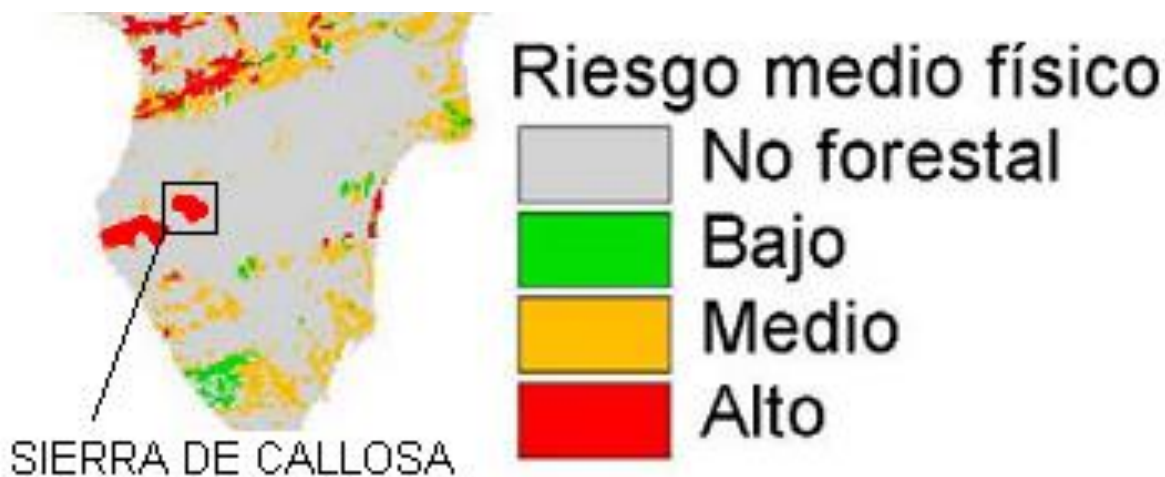 Riesgo medio físico
No forestal
Bajo
Medio
Alto
SIERRA DE CALLOSA